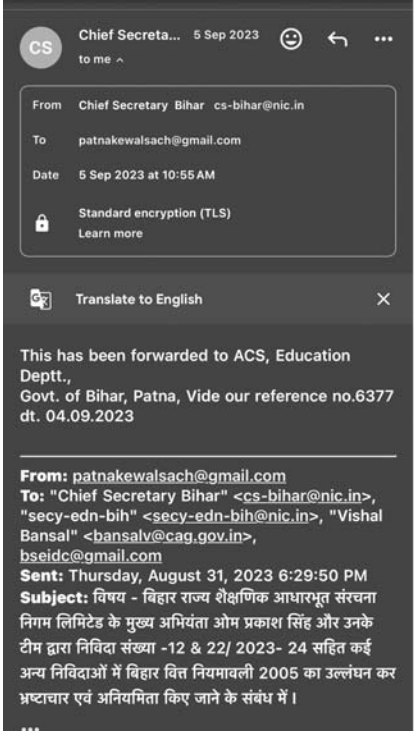 CS
Chief Secreta... 5 Sep 2023
to me
From Chief Secretary Bihar cs-bihar@nic.in
To patnakewalsach@gmail.com
Date 5 Sep 2023 at 10:55 AM
Standard encryption (TLS)
Learn more
Translate to English
This has been forwarded to ACS, Education
Deptt.,
Govt. of Bihar, Patna, Vide our reference no.6377
dt. 04.09.2023
From: patnakewalsach@gmail.com
To: "Chief Secretary Bihar" <cs-bihar@nic.in>,
"secy-edn-bih" <secy-edn-bih@nic.in>, "Vishal
Bansal" <bansalv@cag.gov.in>,
bseidc@gmail.com
Sent: Thursday, August 31, 2023 6:29:50 PM
Subject: विषय - बिहार राज्य शैक्षणिक आधारभूत संरचना
निगम लिमिटेड के मुख्य अभियंता ओम प्रकाश सिंह और उनके
टीम द्वारा निविदा संख्या -12 & 22/ 2023- 24 सहित कई
अन्य निविदाओं में बिहार वित्त नियमावली 2005 का उल्लंघन कर
भ्रष्टाचार एवं अनियमिता किए जाने के संबंध में ।